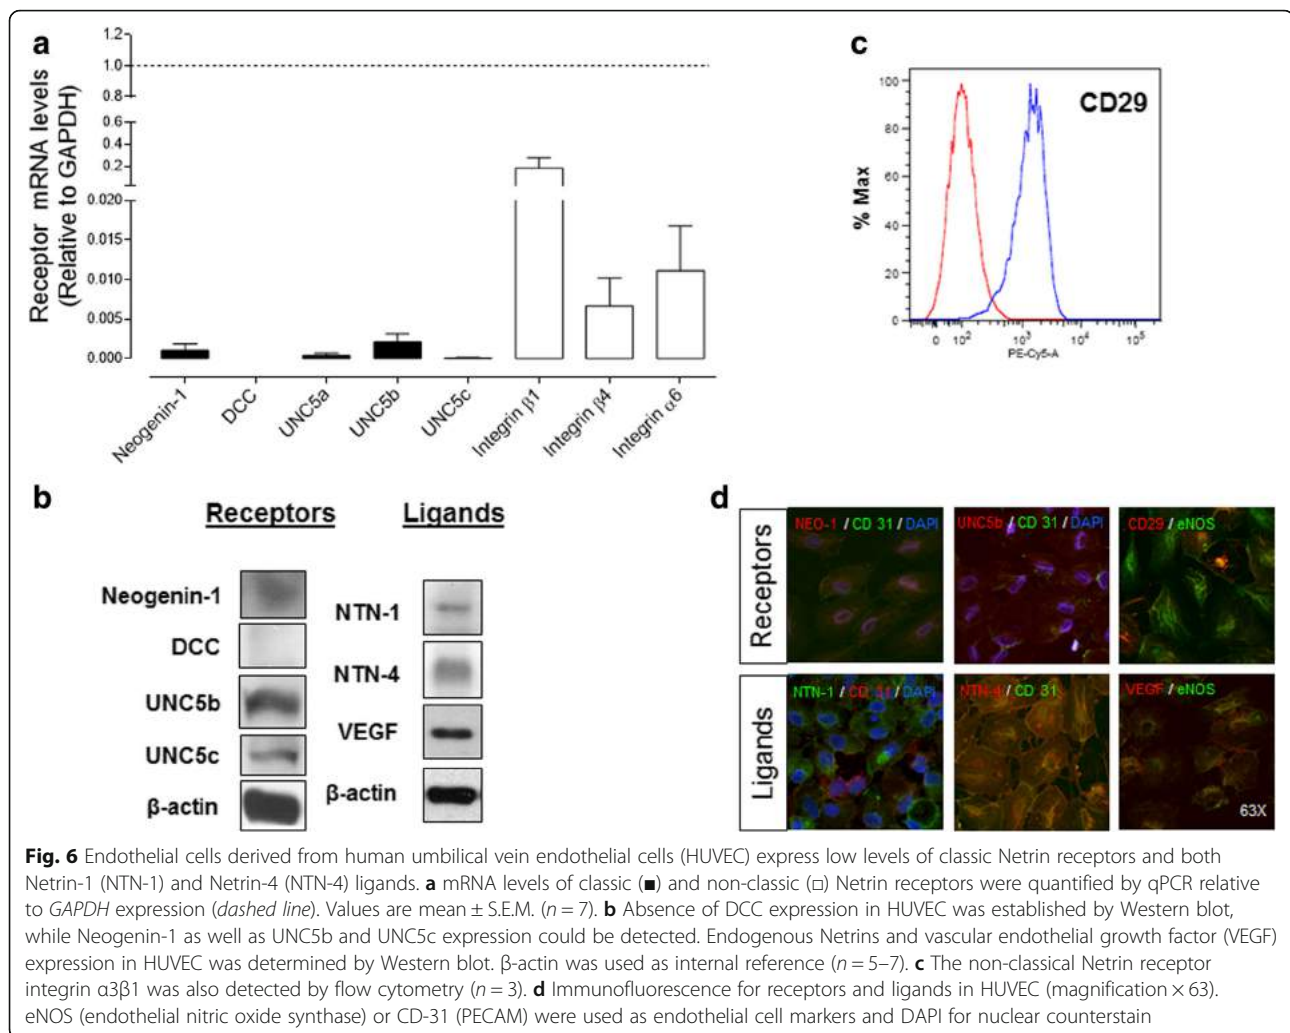 a
Receptor mRNA levels
(Relative to GAPDH)
1.2
1.0
0.8
0.6
0.4
0.2
0.020
0.015
0.010
0.005
0.000
Neogenin-1
DCC
UNC5a
UNC5b
UNC5c
Integrin β1
Integrin β4
Integrin α6
c
CD29
% Max
100
80
60
40
20
0
0 10² 10³ 10⁴ 10⁵
PE-Cy5-A
b
Receptors
Neogenin-1
DCC
UNC5b
UNC5c
β-actin
Ligands
NTN-1
NTN-4
VEGF
β-actin
d
Receptors
NEO-1 / CD 31 / DAPI
UNC5b / CD 31 / DAPI
CD29 / eNOS
Ligands
NTN-1 / CD 31 / DAPI
NTN-4 / CD 31
VEGF / eNOS
63X
Fig. 6 Endothelial cells derived from human umbilical vein endothelial cells (HUVEC) express low levels of classic Netrin receptors and both
Netrin-1 (NTN-1) and Netrin-4 (NTN-4) ligands. a mRNA levels of classic (■) and non-classic (□) Netrin receptors were quantified by qPCR relative
to GAPDH expression (dashed line). Values are mean ± S.E.M. (n = 7). b Absence of DCC expression in HUVEC was established by Western blot,
while Neogenin-1 as well as UNC5b and UNC5c expression could be detected. Endogenous Netrins and vascular endothelial growth factor (VEGF)
expression in HUVEC was determined by Western blot. β-actin was used as internal reference (n = 5–7). c The non-classical Netrin receptor
integrin α3β1 was also detected by flow cytometry (n = 3). d Immunofluorescence for receptors and ligands in HUVEC (magnification × 63).
eNOS (endothelial nitric oxide synthase) or CD-31 (PECAM) were used as endothelial cell markers and DAPI for nuclear counterstain